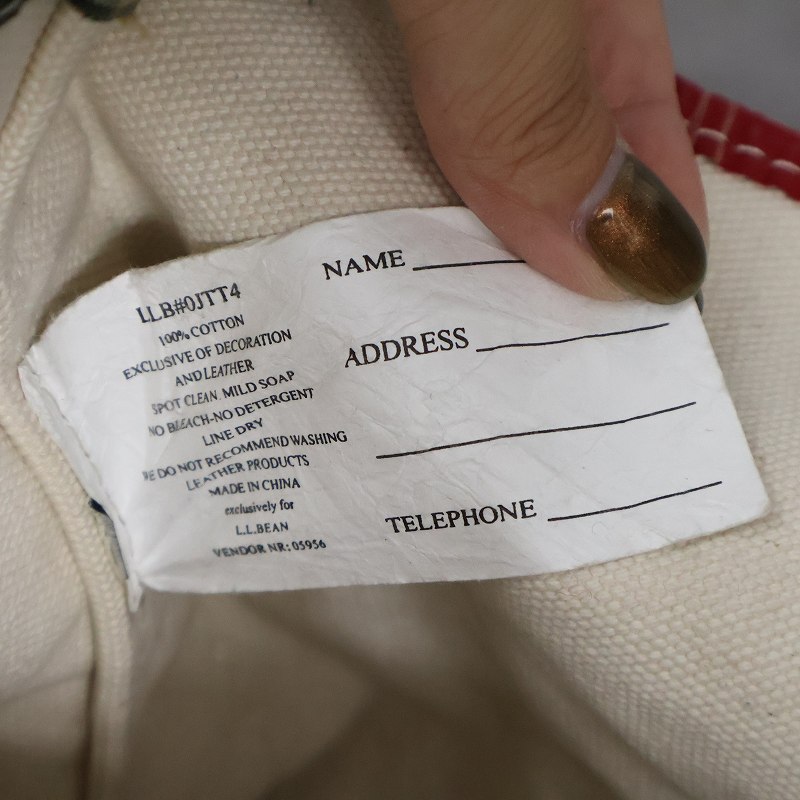 LLB#0JTT4
100% COTTON
EXCLUSIVE OF DECORATION
AND LEATHER
SPOT CLEAN MILD SOAP
NO BLEACH-NO DETERGENT
LINE DRY
WE DO NOT RECOMMEND WASHING
LEATHER PRODUCTS
MADE IN CHINA
exclusively for
L.L.BEAN
VENDOR NR: 05956
NAME
ADDRESS
TELEPHONE